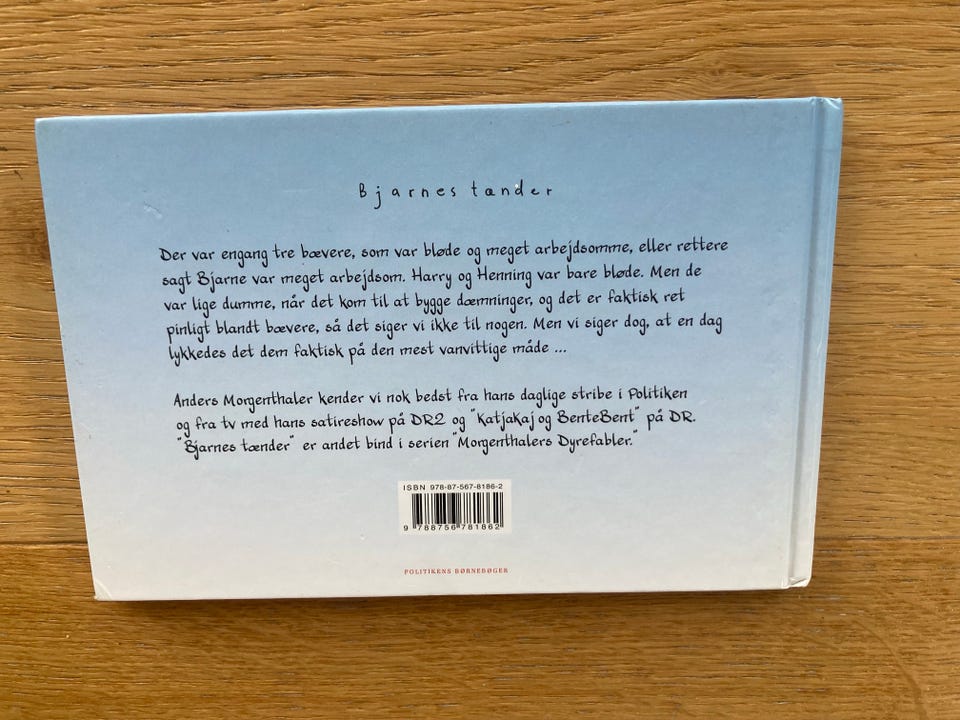 Bjarnes tænder
Der var engang tre bævere, som var bløde og meget arbejdsomme, eller rettere
sagt Bjarne var meget arbejdsom. Harry og Henning var bare bløde. Men de
var lige dumme, når det kom til at bygge dæmninger, og det er faktisk ret
pinligt blandt bævere, så det siger vi ikke til nogen. Men vi siger dog, at en dag
lykkedes det dem faktisk på den mest vanvittige måde ...
Anders Morgenthaler kender vi nok bedst fra hans daglige stribe i Politiken
og fra tv med hans satireshow på DR2 og "Katjakaj og BenteBent" på DR.
"Bjarnes tænder" er andet bind i serien "Morgenthalers Dyrefabler."
ISBN 978-87-567-8186-2
9 788756 781862
POLITIKENS BØRNEBØGER